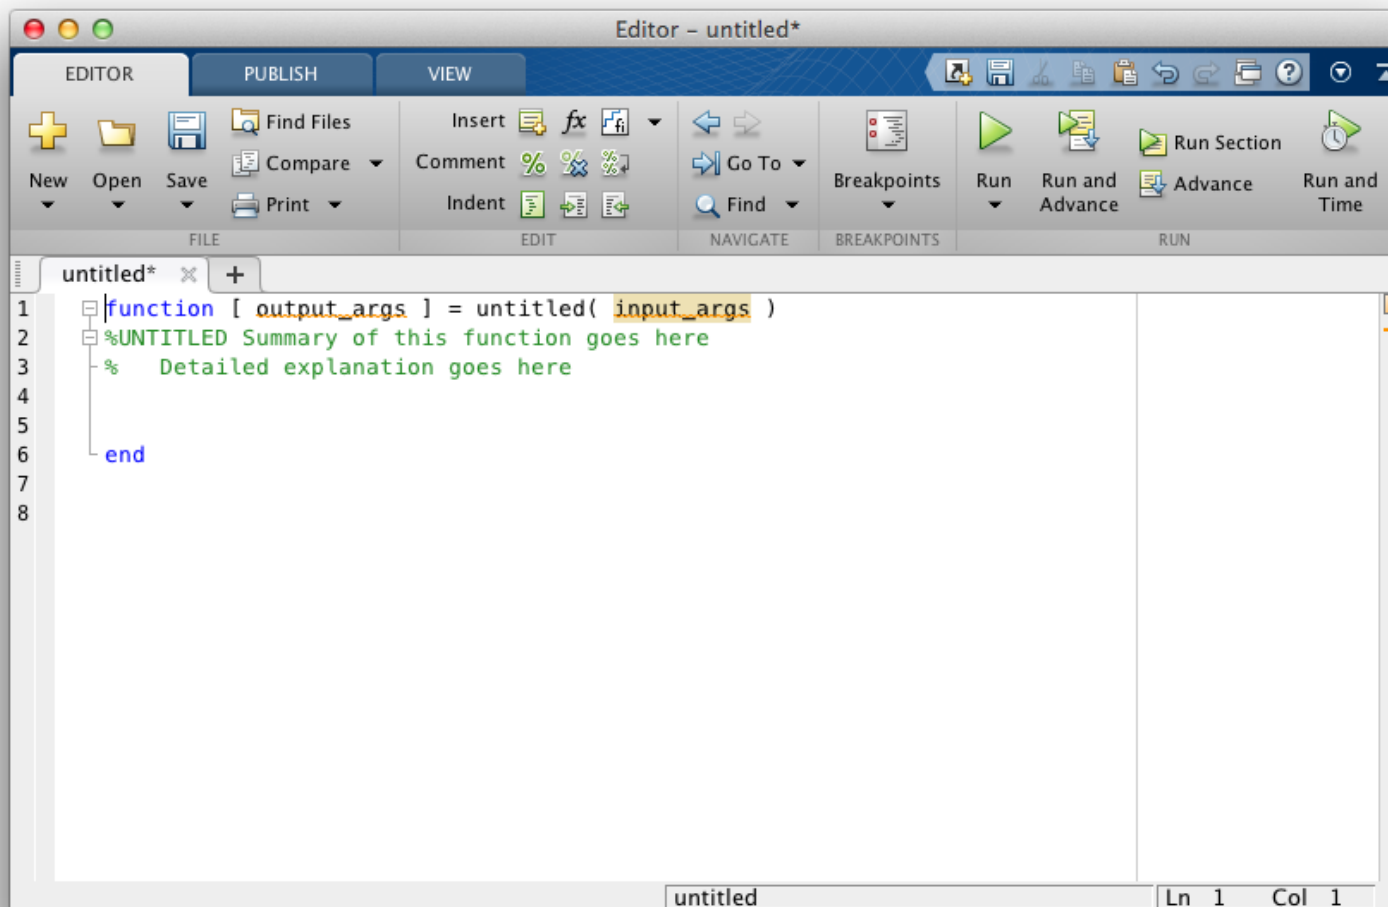 Editor – untitled*
EDITOR PUBLISH VIEW
New
Open
Save
Find Files
Compare
Print
FILE
Insert fx fi
Comment % % %
Indent
EDIT
Go To
Find
NAVIGATE
Breakpoints
BREAKPOINTS
Run
Run and
Advance
Run Section
Advance
Run and
Time
RUN
untitled* +
1 function [ output_args ] = untitled( input_args )
2 %UNTITLED Summary of this function goes here
3 %   Detailed explanation goes here
4
5
6 end
7
8
untitled Ln 1 Col 1